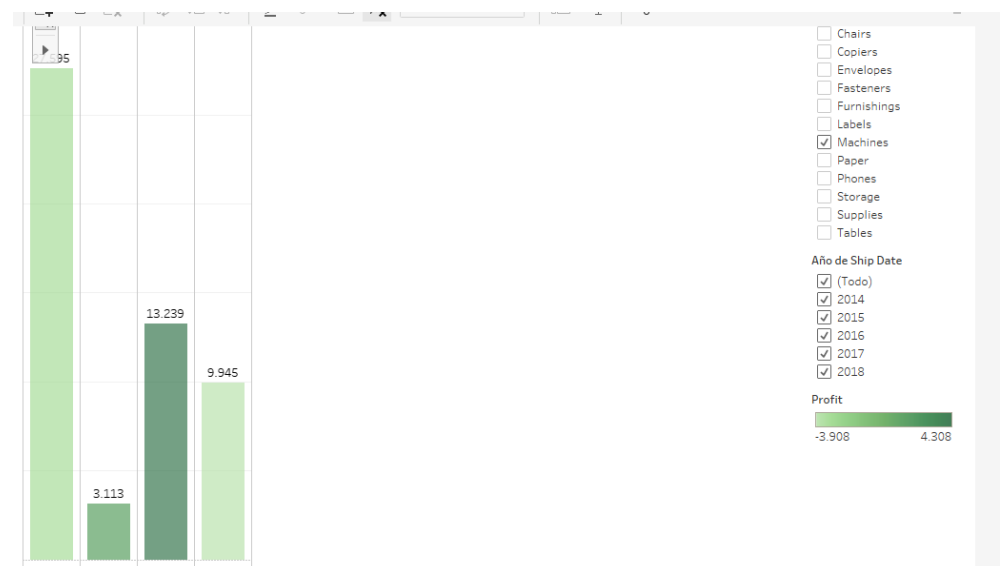 Chairs
Copiers
Envelopes
Fasteners
Furnishings
Labels
Machines
Paper
Phones
Storage
Supplies
Tables
Año de Ship Date
(Todo)
2014
2015
2016
2017
2018
Profit
-3.908 4.308
13.239
9.945
3.113